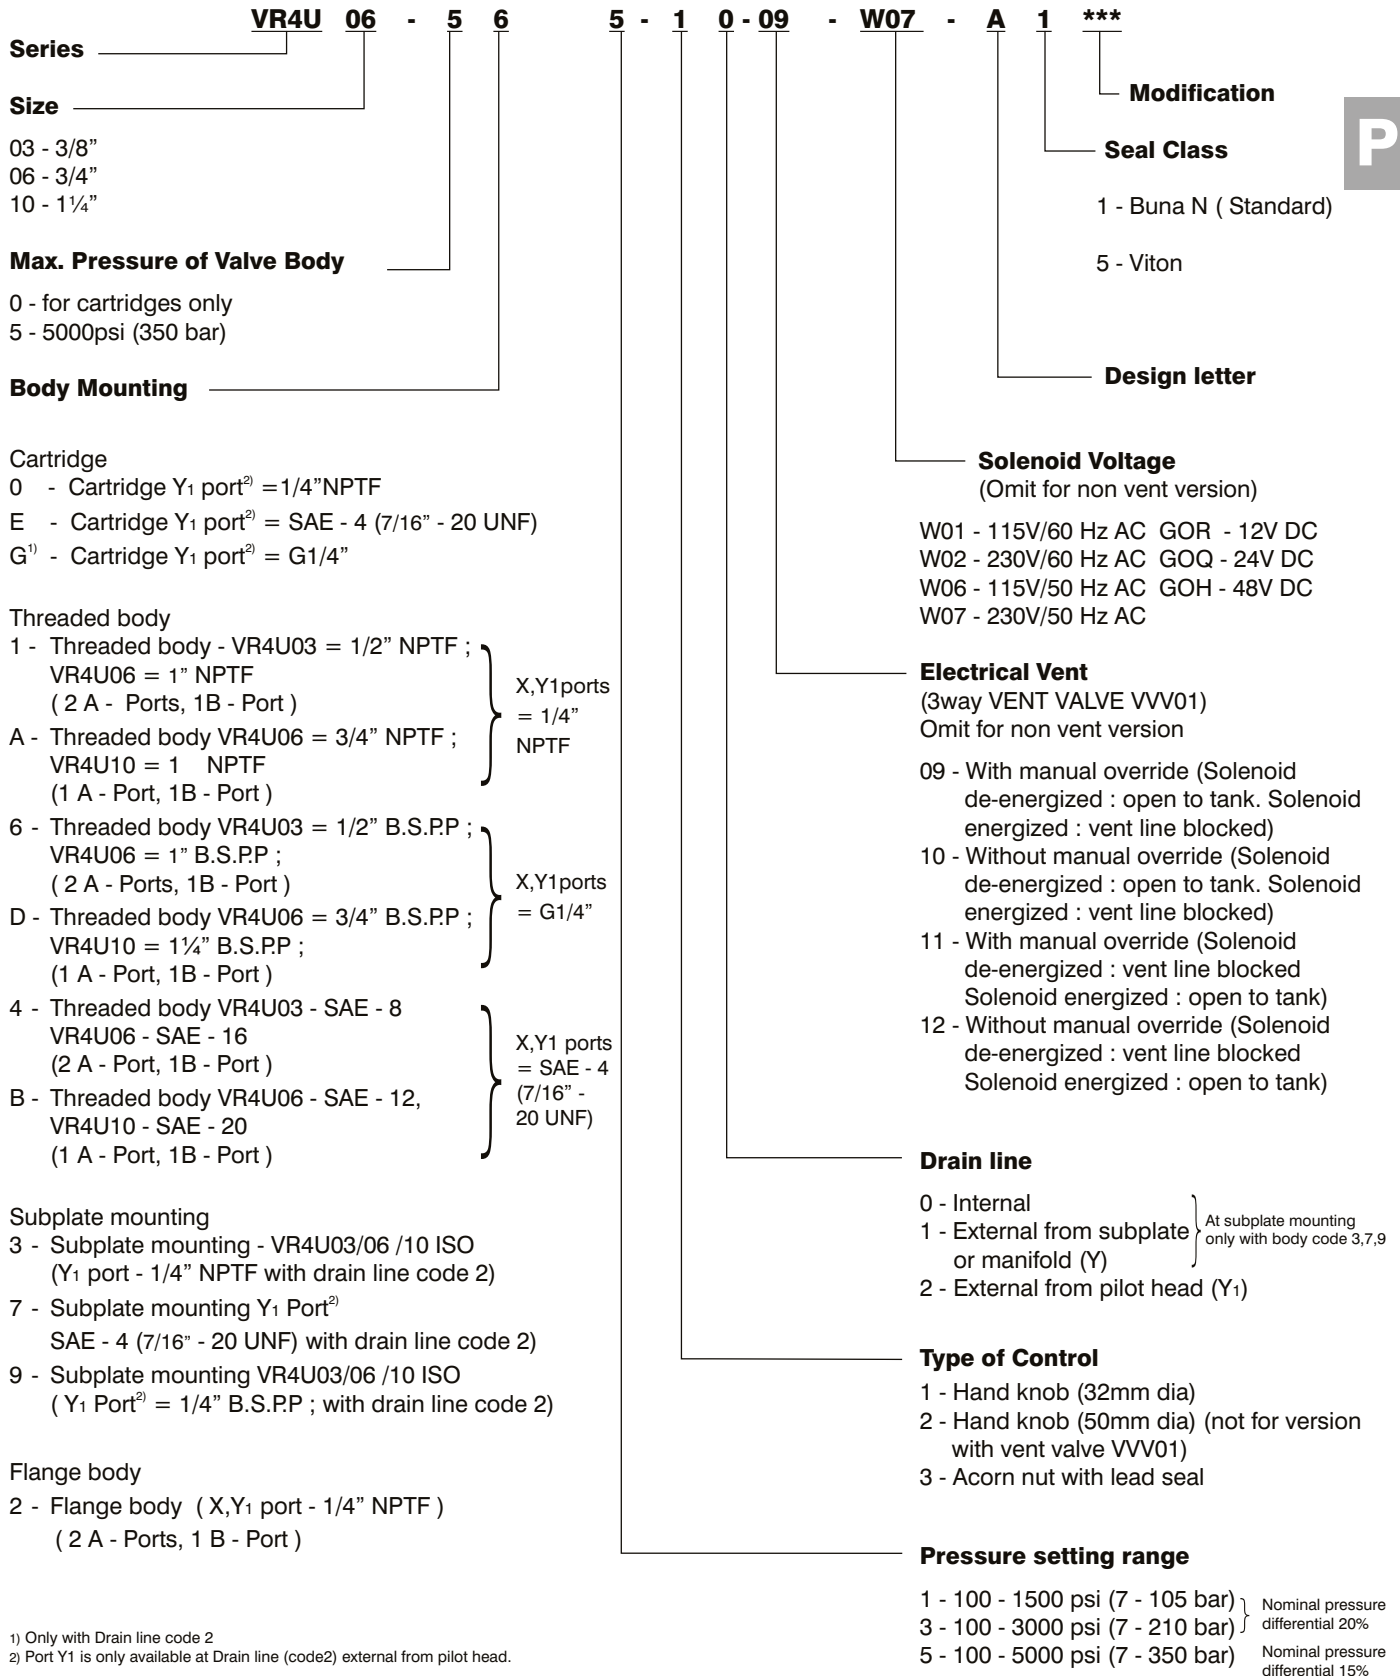 VR4U 06 - 5 6 5 - 1 0 - 09 - W07 - A 1 ***
Series
Size
03 - 3/8”
06 - 3/4”
10 - 1¼”
Max. Pressure of Valve Body
0 - for cartridges only
5 - 5000psi (350 bar)
Body Mounting
Cartridge
0 - Cartridge Y1 port2) =1/4”NPTF
E - Cartridge Y1 port2) = SAE - 4 (7/16” - 20 UNF)
G1) - Cartridge Y1 port2) = G1/4”
Threaded body
1 - Threaded body - VR4U03 = 1/2” NPTF ;
VR4U06 = 1” NPTF
( 2 A - Ports, 1B - Port )
A - Threaded body VR4U06 = 3/4” NPTF ;
VR4U10 = 1 NPTF
(1 A - Port, 1B - Port )
X,Y1ports
= 1/4”
NPTF
6 - Threaded body VR4U03 = 1/2” B.S.P.P ;
VR4U06 = 1” B.S.P.P ;
( 2 A - Ports, 1B - Port )
D - Threaded body VR4U06 = 3/4” B.S.P.P ;
VR4U10 = 1¼” B.S.P.P ;
(1 A - Port, 1B - Port )
X,Y1ports
= G1/4”
4 - Threaded body VR4U03 - SAE - 8
VR4U06 - SAE - 16
(2 A - Port, 1B - Port )
B - Threaded body VR4U06 - SAE - 12,
VR4U10 - SAE - 20
(1 A - Port, 1B - Port )
X,Y1 ports
= SAE - 4
(7/16” -
20 UNF)
Subplate mounting
3 - Subplate mounting - VR4U03/06 /10 ISO
(Y1 port - 1/4” NPTF with drain line code 2)
7 - Subplate mounting Y1 Port2)
SAE - 4 (7/16” - 20 UNF) with drain line code 2)
9 - Subplate mounting VR4U03/06 /10 ISO
( Y1 Port2) = 1/4” B.S.P.P ; with drain line code 2)
Flange body
2 - Flange body ( X,Y1 port - 1/4” NPTF )
( 2 A - Ports, 1 B - Port )
1) Only with Drain line code 2
2) Port Y1 is only available at Drain line (code2) external from pilot head.
Modification
P
Seal Class
1 - Buna N ( Standard)
5 - Viton
Design letter
Solenoid Voltage
(Omit for non vent version)
W01 - 115V/60 Hz AC GOR - 12V DC
W02 - 230V/60 Hz AC GOQ - 24V DC
W06 - 115V/50 Hz AC GOH - 48V DC
W07 - 230V/50 Hz AC
Electrical Vent
(3way VENT VALVE VVV01)
Omit for non vent version
09 - With manual override (Solenoid
de-energized : open to tank. Solenoid
energized : vent line blocked)
10 - Without manual override (Solenoid
de-energized : open to tank. Solenoid
energized : vent line blocked)
11 - With manual override (Solenoid
de-energized : vent line blocked
Solenoid energized : open to tank)
12 - Without manual override (Solenoid
de-energized : vent line blocked
Solenoid energized : open to tank)
Drain line
0 - Internal
1 - External from subplate
or manifold (Y)
At subplate mounting
only with body code 3,7,9
2 - External from pilot head (Y1)
Type of Control
1 - Hand knob (32mm dia)
2 - Hand knob (50mm dia) (not for version
with vent valve VVV01)
3 - Acorn nut with lead seal
Pressure setting range
1 - 100 - 1500 psi (7 - 105 bar)
3 - 100 - 3000 psi (7 - 210 bar)
Nominal pressure
differential 20%
5 - 100 - 5000 psi (7 - 350 bar)
Nominal pressure
differential 15%